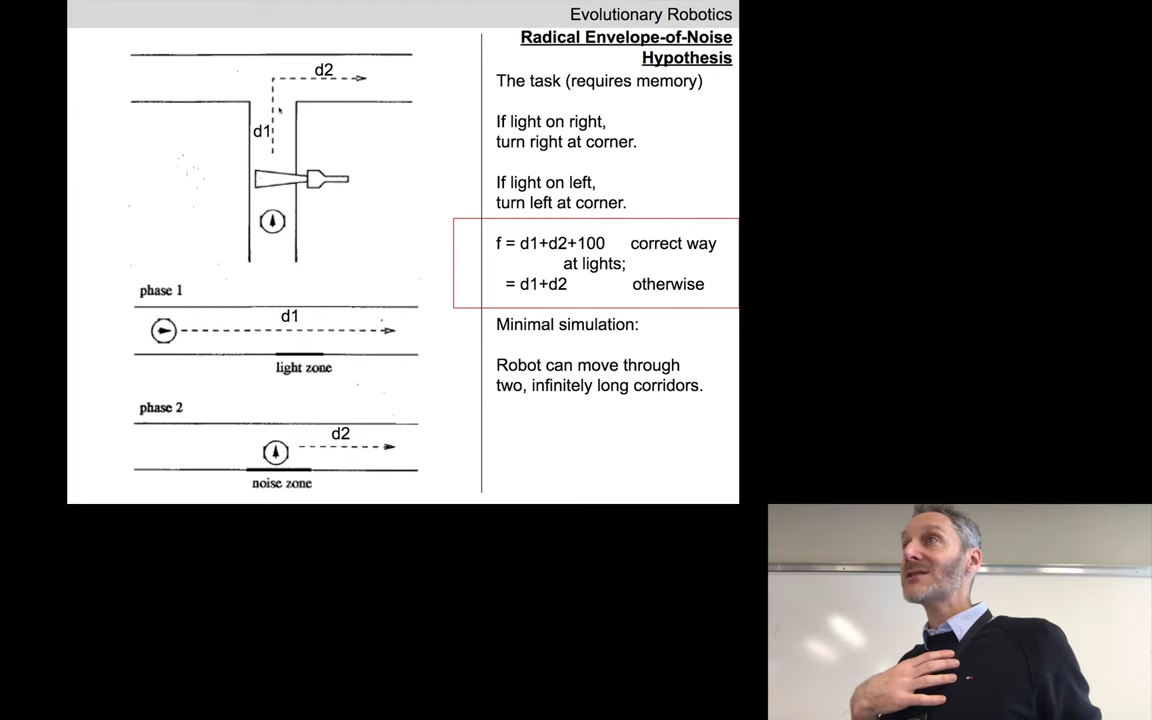 Evolutionary Robotics
Radical Envelope-of-Noise
Hypothesis
The task (requires memory)
If light on right,
turn right at corner.
If light on left,
turn left at corner.
f = d1+d2+100 correct way
at lights;
= d1+d2 otherwise
Minimal simulation:
Robot can move through
two, infinitely long corridors.
d2
d1
phase 1
d1
light zone
phase 2
d2
noise zone